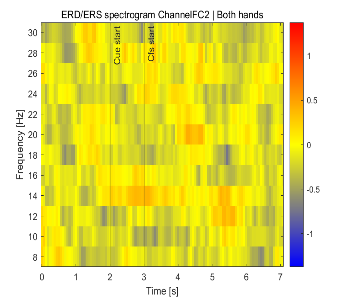 ERD/ERS spectrogram ChannelFC2 | Both hands
Cue start
Cfs start
30
28
26
24
22
20
18
16
14
12
10
8
Frequency [Hz]
0 1 2 3 4 5 6 7
Time [s]
1
0.5
0
-0.5
-1